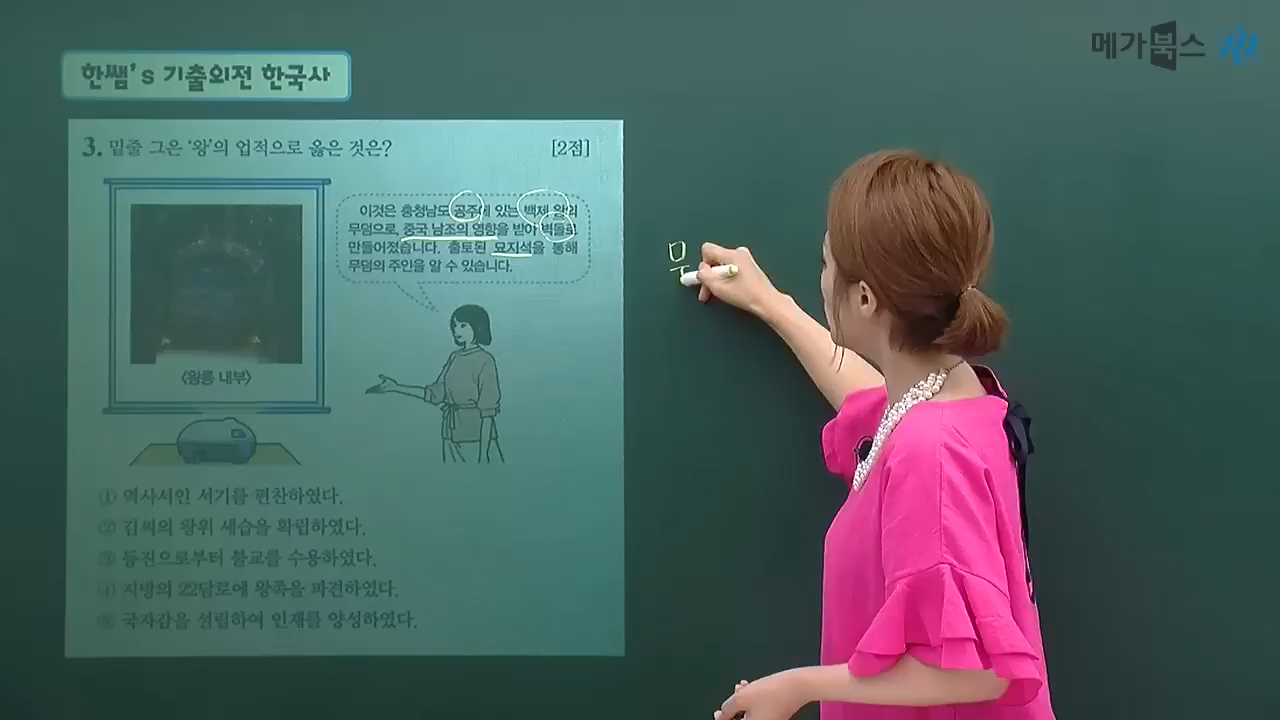 메가북스
한쌤's 기출의전 한국사
3. 밑줄 그은 '왕'의 업적으로 옳은 것은? [2점]
이것은 충청남도 공주에 있는 백제 왕의
무덤으로, 중국 남조의 영향을 받아 벽돌로
만들어졌습니다. 출토된 묘지석을 통해
무덤의 주인을 알 수 있습니다.
〈왕릉 내부〉
① 역사서인 서기를 편찬하였다.
② 김씨의 왕위 세습을 확립하였다.
③ 동진으로부터 불교를 수용하였다.
④ 지방의 22담로에 왕족을 파견하였다.
⑤ 국자감을 설립하여 인재를 양성하였다.
무